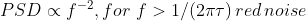 PSD ∝ f⁻², for f > 1/(2πτ) red noise